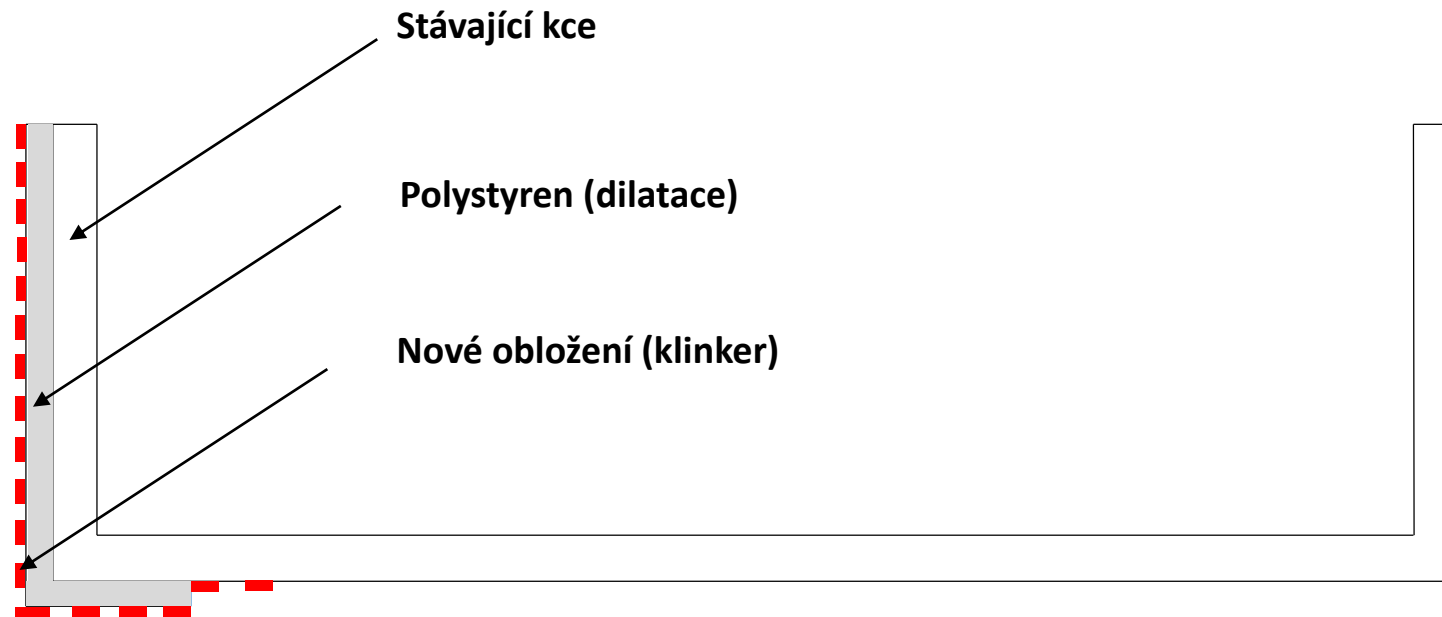 Stávající kce
Polystyren (dilatace)
Nové obložení (klinker)